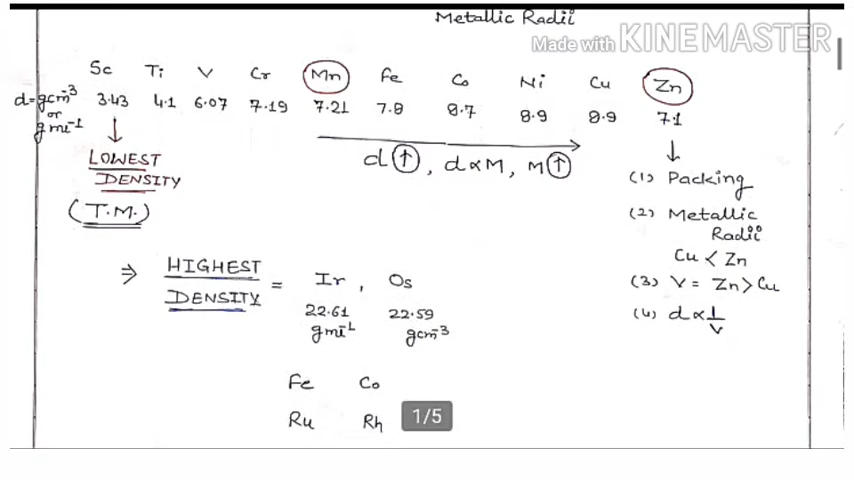 Metallic Radii
Made with KINEMASTER
Sc Ti V Cr Mn Fe Co Ni Cu Zn
d=gcm⁻³ 3.43 4.1 6.07 7.19 7.21 7.8 8.7 8.9 8.9 7.1
or
gml⁻¹
LOWEST
DENSITY
(T.M.)
d↑, d∝M, M↑
(1) Packing
(2) Metallic
Radii
Cu < Zn
(3) V = Zn > Cu
(4) d ∝ 1/V
⇒ HIGHEST
DENSITY = Ir, Os
22.61 22.59
gml⁻¹ gcm⁻³
Fe Co
Ru Rh
1/5